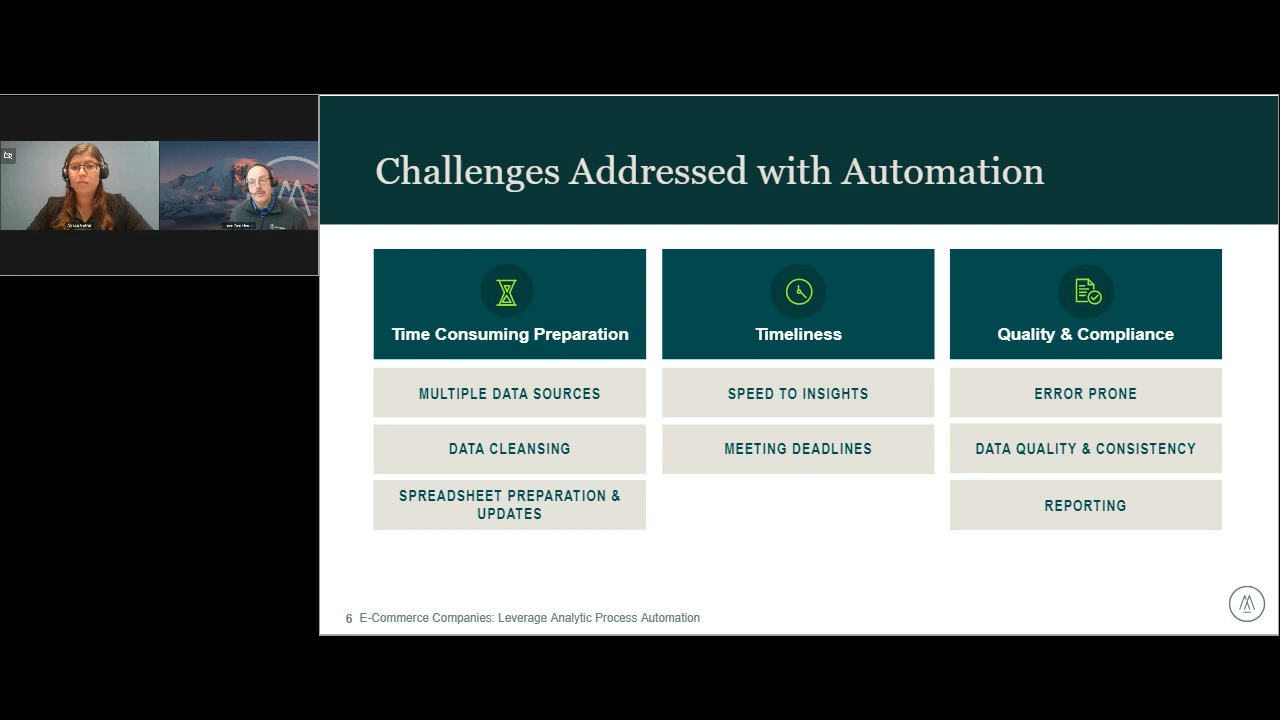 Challenges Addressed with Automation
Time Consuming Preparation
MULTIPLE DATA SOURCES
DATA CLEANSING
SPREADSHEET PREPARATION &
UPDATES
Timeliness
SPEED TO INSIGHTS
MEETING DEADLINES
Quality & Compliance
ERROR PRONE
DATA QUALITY & CONSISTENCY
REPORTING
6 E-Commerce Companies: Leverage Analytic Process Automation